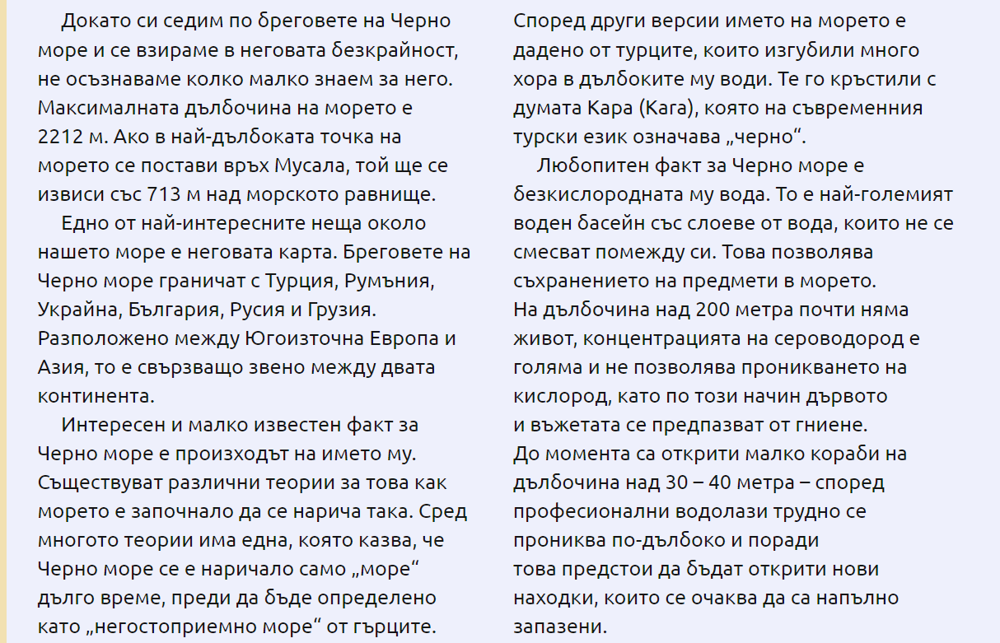 Докато си седим по бреговете на Черно
море и се взираме в неговата безкрайност,
не осъзнаваме колко малко знаем за него.
Максималната дълбочина на морето е
2212 м. Ако в най-дълбоката точка на
морето се постави връх Мусала, той ще се
извиси със 713 м над морското равнище.
Едно от най-интересните неща около
нашето море е неговата карта. Бреговете на
Черно море граничат с Турция, Румъния,
Украйна, България, Русия и Грузия.
Разположено между Югоизточна Европа и
Азия, то е свързващо звено между двата
континента.
Интересен и малко известен факт за
Черно море е произходът на името му.
Съществуват различни теории за това как
морето е започнало да се нарича така. Сред
многото теории има една, която казва, че
Черно море се е наричало само „море“
дълго време, преди да бъде определено
като „негостоприемно море“ от гърците.
Според други версии името на морето е
дадено от турците, които изгубили много
хора в дълбоките му води. Те го кръстили с
думата Кара (Kara), която на съвременния
турски език означава „черно“.
Любопитен факт за Черно море е
безкислородната му вода. То е най-големият
воден басейн със слоеве от вода, които не се
смесват помежду си. Това позволява
съхранението на предмети в морето.
На дълбочина над 200 метра почти няма
живот, концентрацията на сероводород е
голяма и не позволява проникването на
кислород, като по този начин дървото
и въжетата се предпазват от гниене.
До момента са открити малко кораби на
дълбочина над 30 – 40 метра – според
професионални водолази трудно се
прониква по-дълбоко и поради
това предстои да бъдат открити нови
находки, които се очаква да са напълно
запазени.